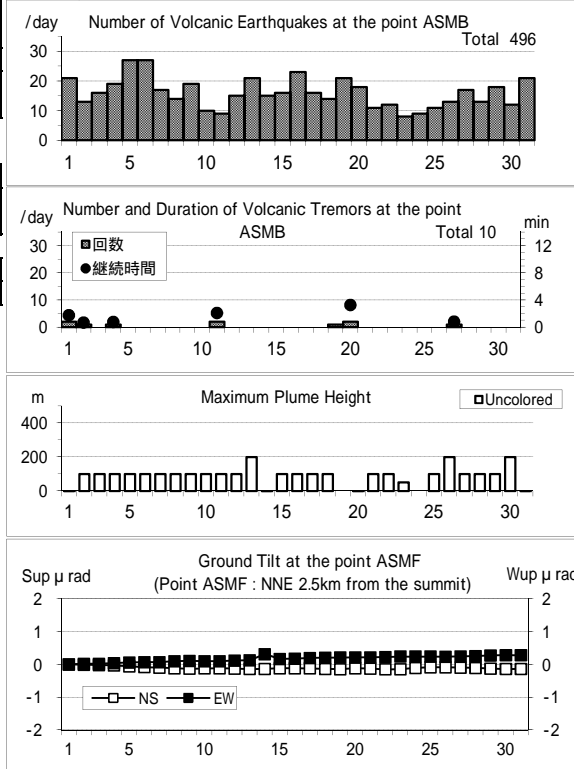 /day Number of Volcanic Earthquakes at the point ASMB
Total 496
30
20
10
0
1 5 10 15 20 25 30
/day Number and Duration of Volcanic Tremors at the point ASMB
Total 10
min
30 12
20 8
10 4
0 0
回数
継続時間
1 5 10 15 20 25 30
m Maximum Plume Height
Uncolored
400
200
0
1 5 10 15 20 25 30
Ground Tilt at the point ASMF
Sup μ rad (Point ASMF : NNE 2.5km from the summit) Wup μ rad
2 2
1 1
0 0
-1 -1
-2 -2
NS EW
1 5 10 15 20 25 30